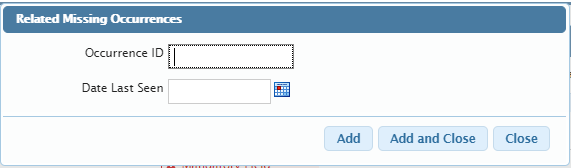 Related Missing Occurrences
Occurrence ID
Date Last Seen
Add Add and Close Close